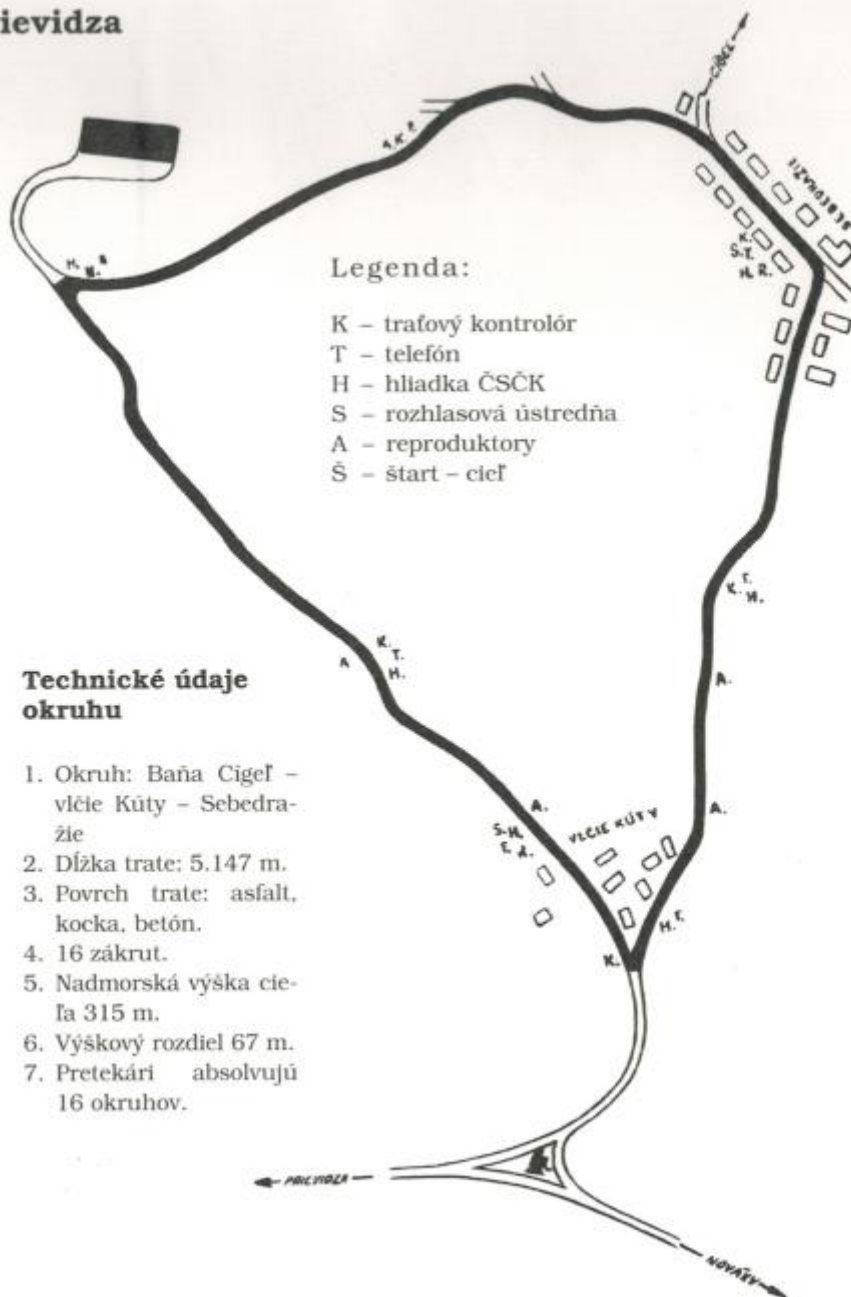 ievidza
CÍGEĽ
SEBEDRAŽIE
A. K. T.
K.
S. T.
H. R.
H.
Legenda:
K – traťový kontrolór
T – telefón
H – hliadka ČSČK
S – rozhlasová ústredňa
A – reproduktory
Š – štart – cieľ
K. T.
H.
A
K.
T.
H.
A.
Technické údaje
okruhu
1. Okruh: Baňa Cígeľ –
vlčie Kúty – Sebedra-
žie
2. Dĺžka trate: 5.147 m.
3. Povrch trate: asfalt,
kocka, betón.
4. 16 zákrut.
5. Nadmorská výška cie-
ľa 315 m.
6. Výškový rozdiel 67 m.
7. Pretekári absolvujú
16 okruhov.
A.
A.
VLČIE KÚTY
S. H.
T. A.
H. T.
K.
PRIEVIDZA
NOVÁKY